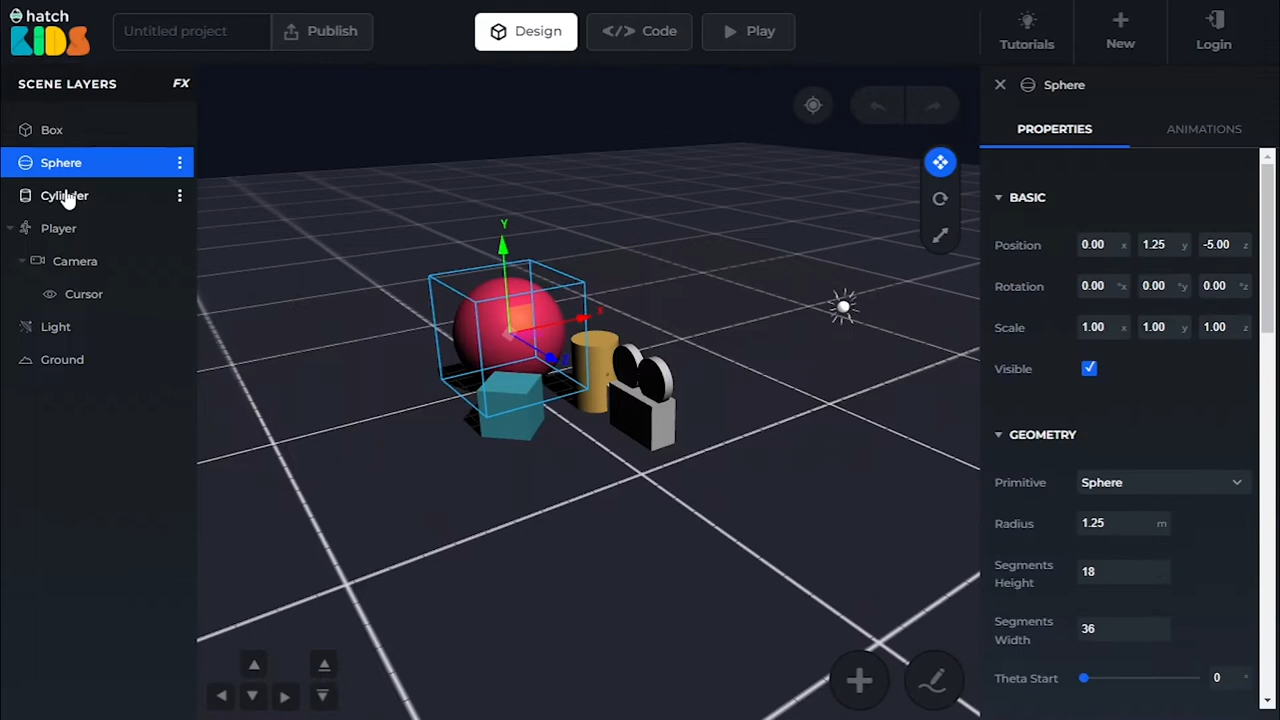 hatch
KIDS
Untitled project
Publish
Design
</> Code
Play
Tutorials
New
Login
SCENE LAYERS
FX
Box
Sphere
Cylinder
Player
Camera
Cursor
Light
Ground
Y
X
Z
Sphere
PROPERTIES
ANIMATIONS
BASIC
Position 0.00 x 1.25 y -5.00 z
Rotation 0.00 °x 0.00 °y 0.00 °z
Scale 1.00 x 1.00 y 1.00 z
Visible
GEOMETRY
Primitive Sphere
Radius 1.25 m
Segments
Height 18
Segments
Width 36
Theta Start 0 °